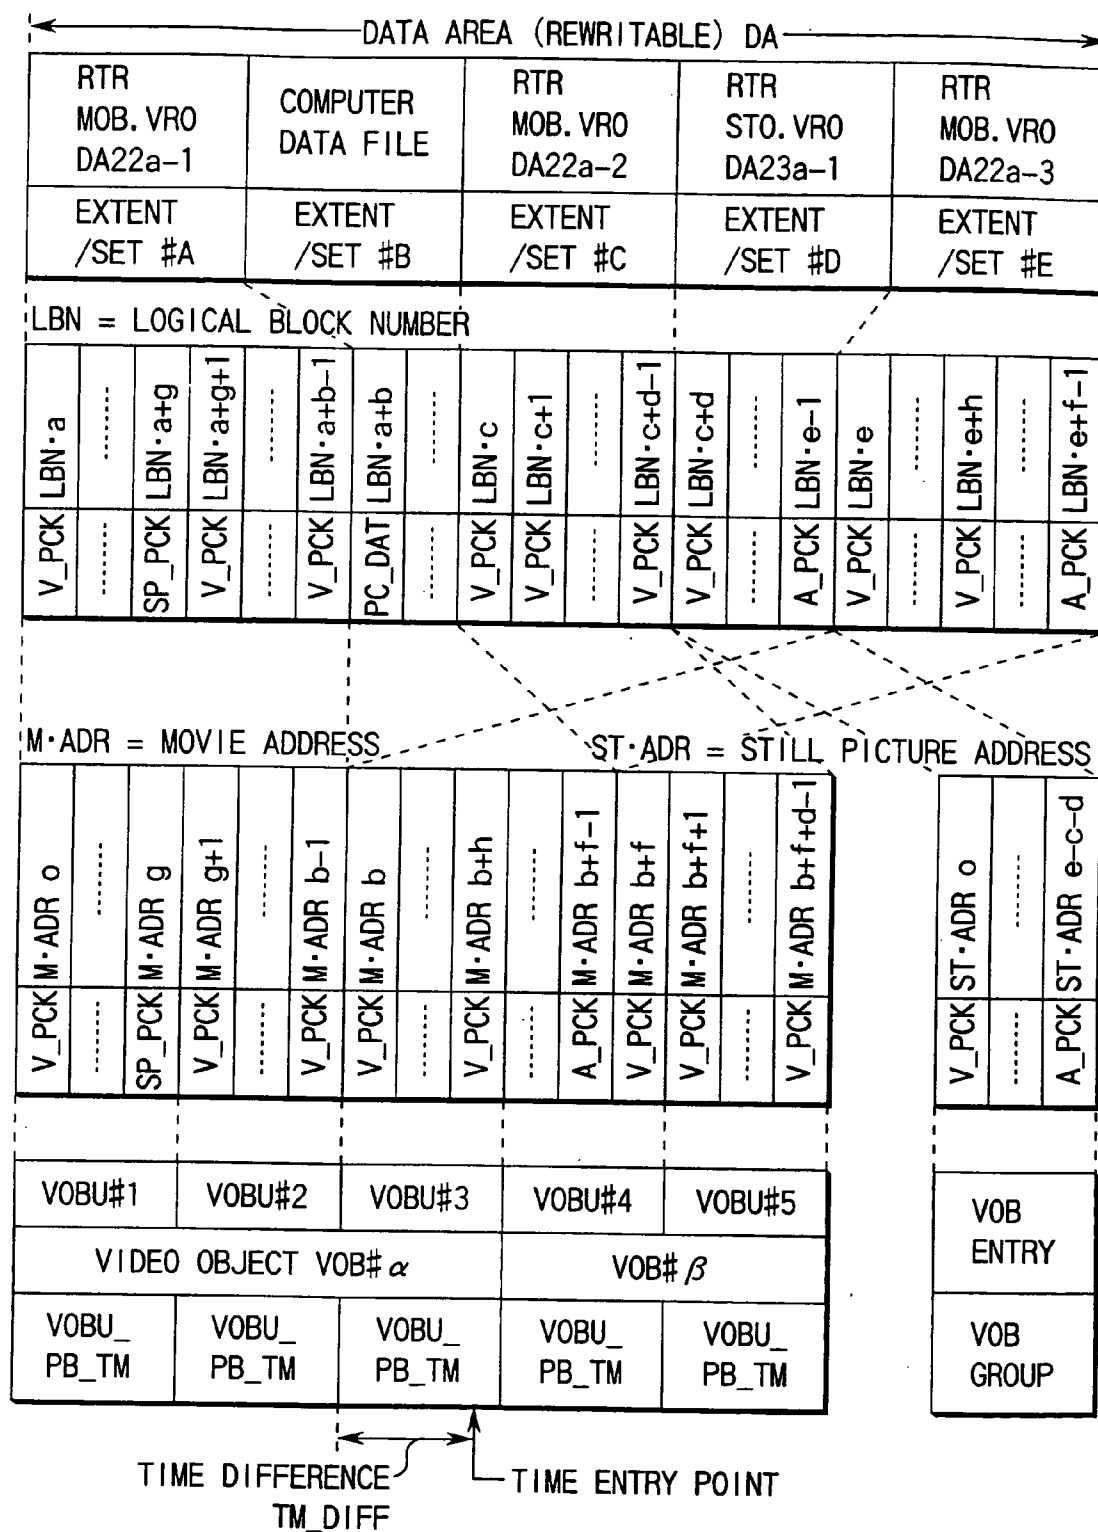 DATA AREA (REWRITABLE) DA
RTR
MOB.VRO
DA22a-1
COMPUTER
DATA FILE
RTR
MOB.VRO
DA22a-2
RTR
STO.VRO
DA23a-1
RTR
MOB.VRO
DA22a-3
EXTENT
/SET #A
EXTENT
/SET #B
EXTENT
/SET #C
EXTENT
/SET #D
EXTENT
/SET #E
LBN = LOGICAL BLOCK NUMBER
LBN·a
LBN·a+g
LBN·a+g+1
LBN·a+b-1
LBN·a+b
LBN·c
LBN·c+1
LBN·c+d-1
LBN·c+d
LBN·e-1
LBN·e
LBN·e+h
LBN·e+f-1
V_PCK
SP_PCK
V_PCK
V_PCK
PC_DAT
V_PCK
V_PCK
V_PCK
V_PCK
A_PCK
V_PCK
V_PCK
A_PCK
M·ADR = MOVIE ADDRESS
ST·ADR = STILL PICTURE ADDRESS
M·ADR o
M·ADR g
M·ADR g+1
M·ADR b-1
M·ADR b
M·ADR b+h
M·ADR b+f-1
M·ADR b+f
M·ADR b+f+1
M·ADR b+f+d-1
ST·ADR o
ST·ADR e-c-d
V_PCK
SP_PCK
V_PCK
V_PCK
V_PCK
V_PCK
A_PCK
V_PCK
V_PCK
V_PCK
V_PCK
A_PCK
VOBU#1
VOBU#2
VOBU#3
VOBU#4
VOBU#5
VOB
ENTRY
VIDEO OBJECT VOB#α
VOB#β
VOBU_
PB_TM
VOBU_
PB_TM
VOBU_
PB_TM
VOBU_
PB_TM
VOBU_
PB_TM
VOB
GROUP
TIME DIFFERENCE
TM_DIFF
TIME ENTRY POINT